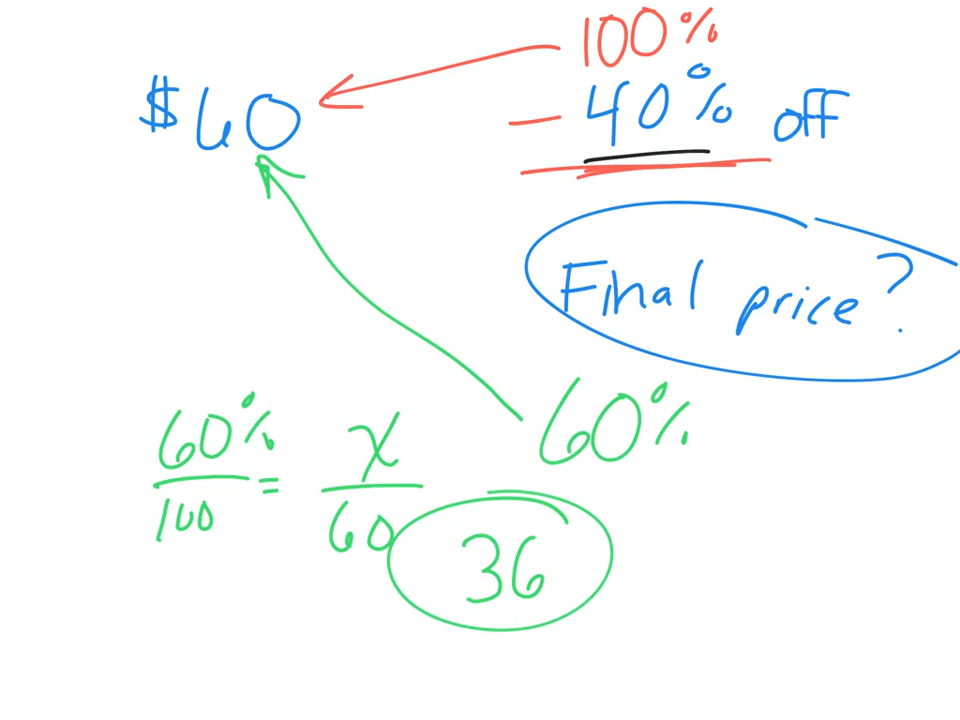 100%
$60 - 40% off
Final price?
60%
60%/100 = x/60
36